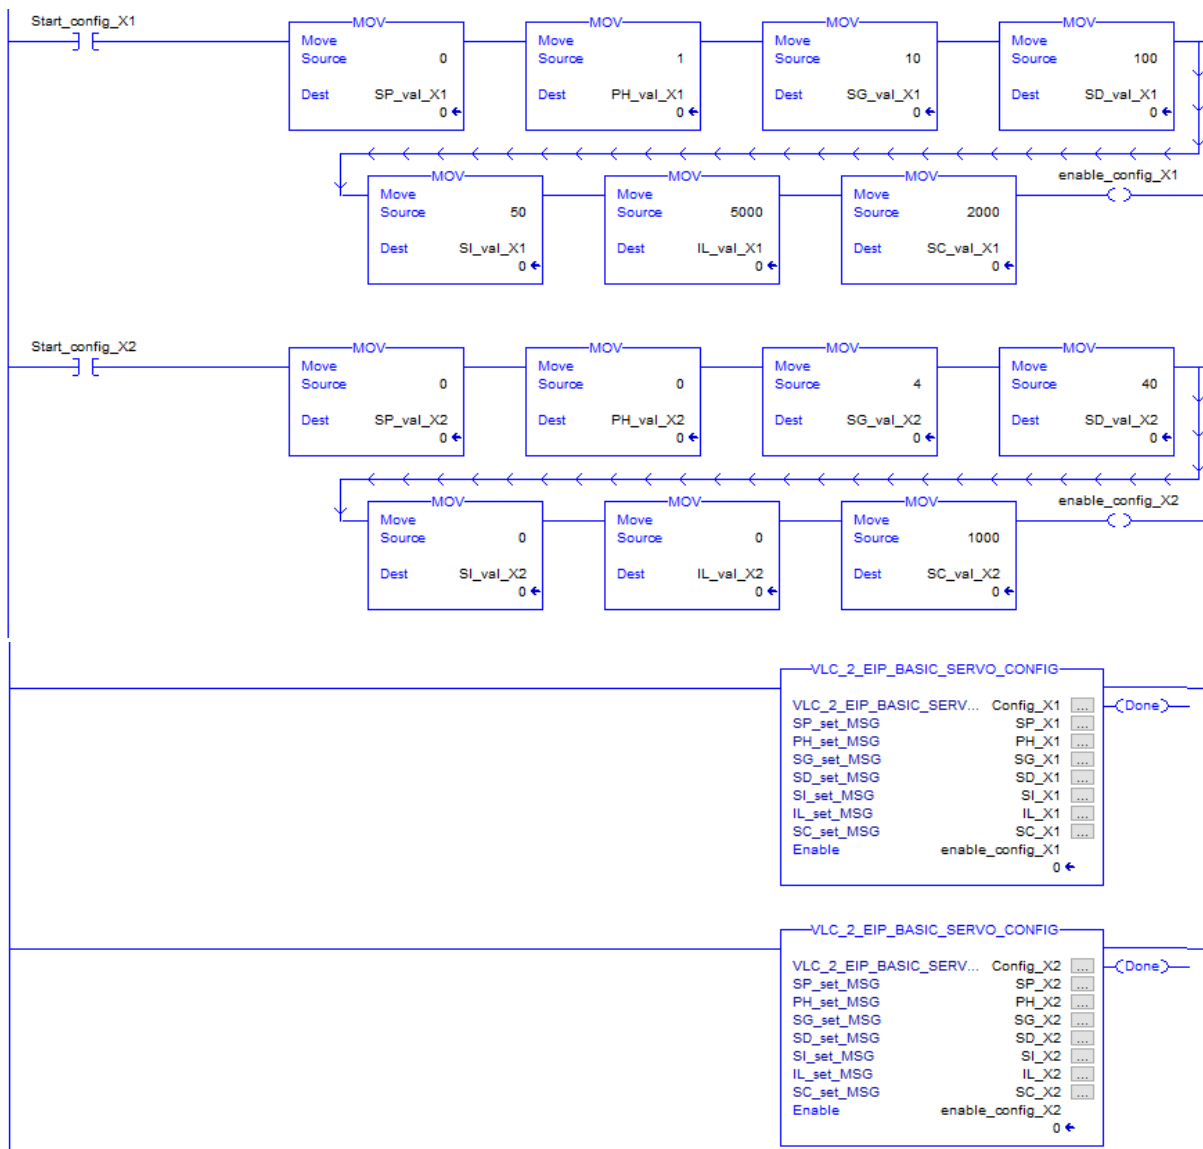 Start_config_X1
MOV MOV MOV MOV
Move Move Move Move
Source 0 Source 1 Source 10 Source 100
Dest SP_val_X1 Dest PH_val_X1 Dest SG_val_X1 Dest SD_val_X1
0 0 0 0
MOV MOV MOV enable_config_X1
Move Move Move
Source 50 Source 5000 Source 2000
Dest SI_val_X1 Dest IL_val_X1 Dest SC_val_X1
0 0 0
Start_config_X2
MOV MOV MOV MOV
Move Move Move Move
Source 0 Source 0 Source 4 Source 40
Dest SP_val_X2 Dest PH_val_X2 Dest SG_val_X2 Dest SD_val_X2
0 0 0 0
MOV MOV MOV enable_config_X2
Move Move Move
Source 0 Source 0 Source 1000
Dest SI_val_X2 Dest IL_val_X2 Dest SC_val_X2
0 0 0
VLC_2_EIP_BASIC_SERVO_CONFIG
VLC_2_EIP_BASIC_SERV... Config_X1 ... Done
SP_set_MSG SP_X1 ...
PH_set_MSG PH_X1 ...
SG_set_MSG SG_X1 ...
SD_set_MSG SD_X1 ...
SI_set_MSG SI_X1 ...
IL_set_MSG IL_X1 ...
SC_set_MSG SC_X1 ...
Enable enable_config_X1
0
VLC_2_EIP_BASIC_SERVO_CONFIG
VLC_2_EIP_BASIC_SERV... Config_X2 ... Done
SP_set_MSG SP_X2 ...
PH_set_MSG PH_X2 ...
SG_set_MSG SG_X2 ...
SD_set_MSG SD_X2 ...
SI_set_MSG SI_X2 ...
IL_set_MSG IL_X2 ...
SC_set_MSG SC_X2 ...
Enable enable_config_X2
0